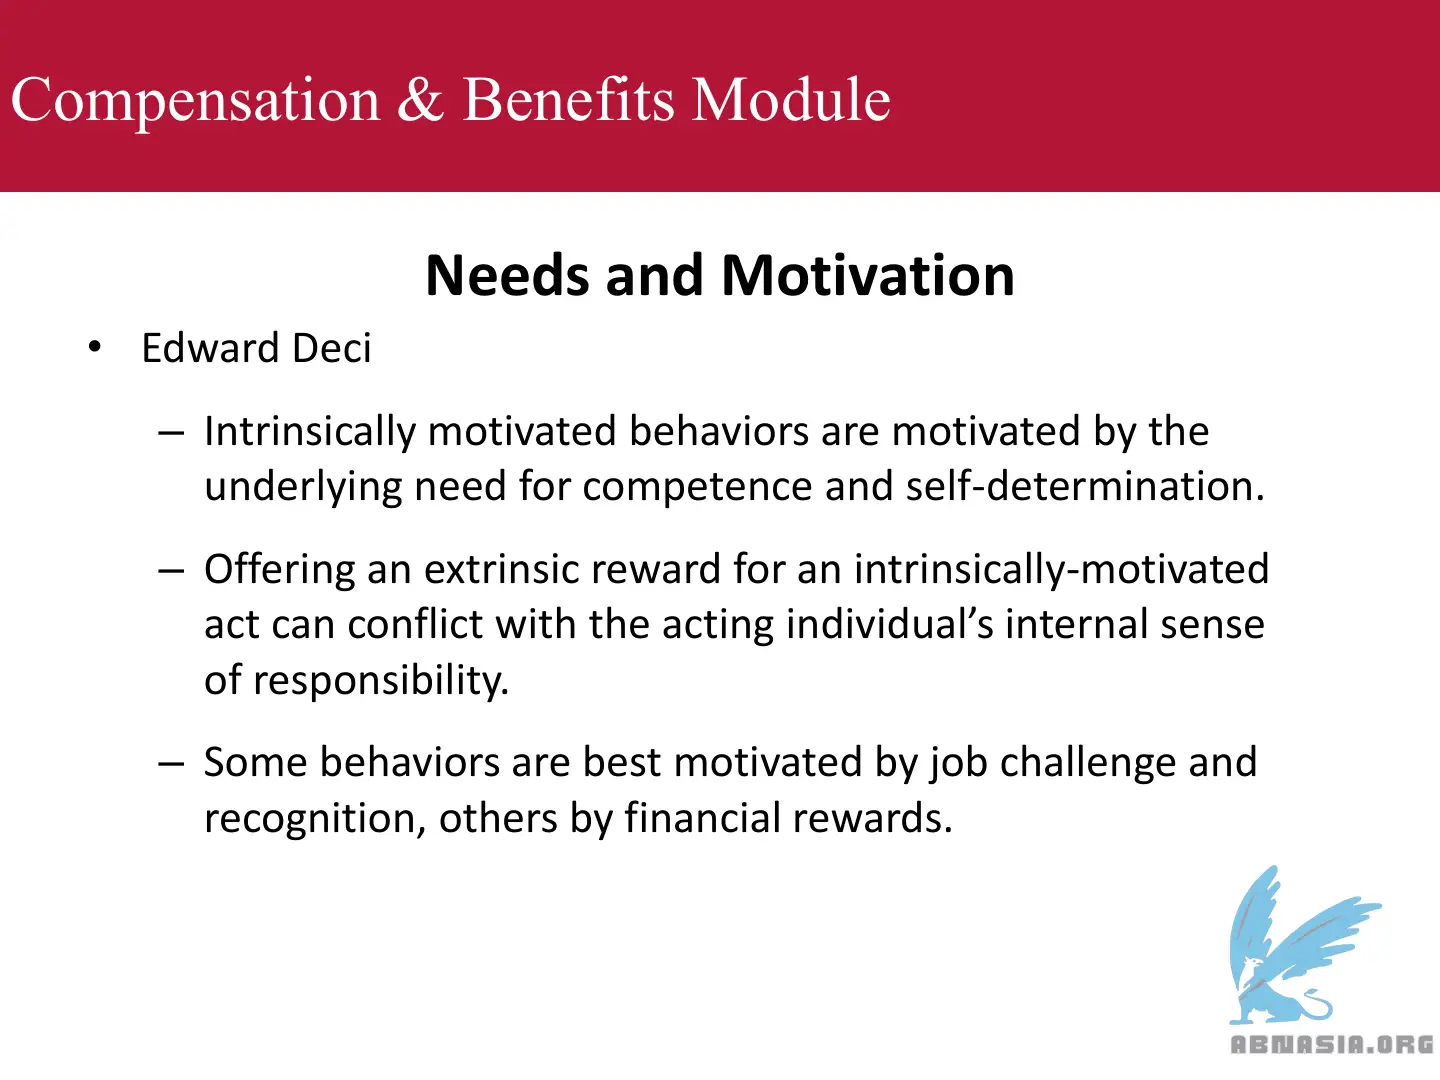 Compensation & Benefits Module
Needs and Motivation
• Edward Deci
– Intrinsically motivated behaviors are motivated by the
underlying need for competence and self-determination.
– Offering an extrinsic reward for an intrinsically-motivated
act can conflict with the acting individual’s internal sense
of responsibility.
– Some behaviors are best motivated by job challenge and
recognition, others by financial rewards.
ABNASIA.ORG